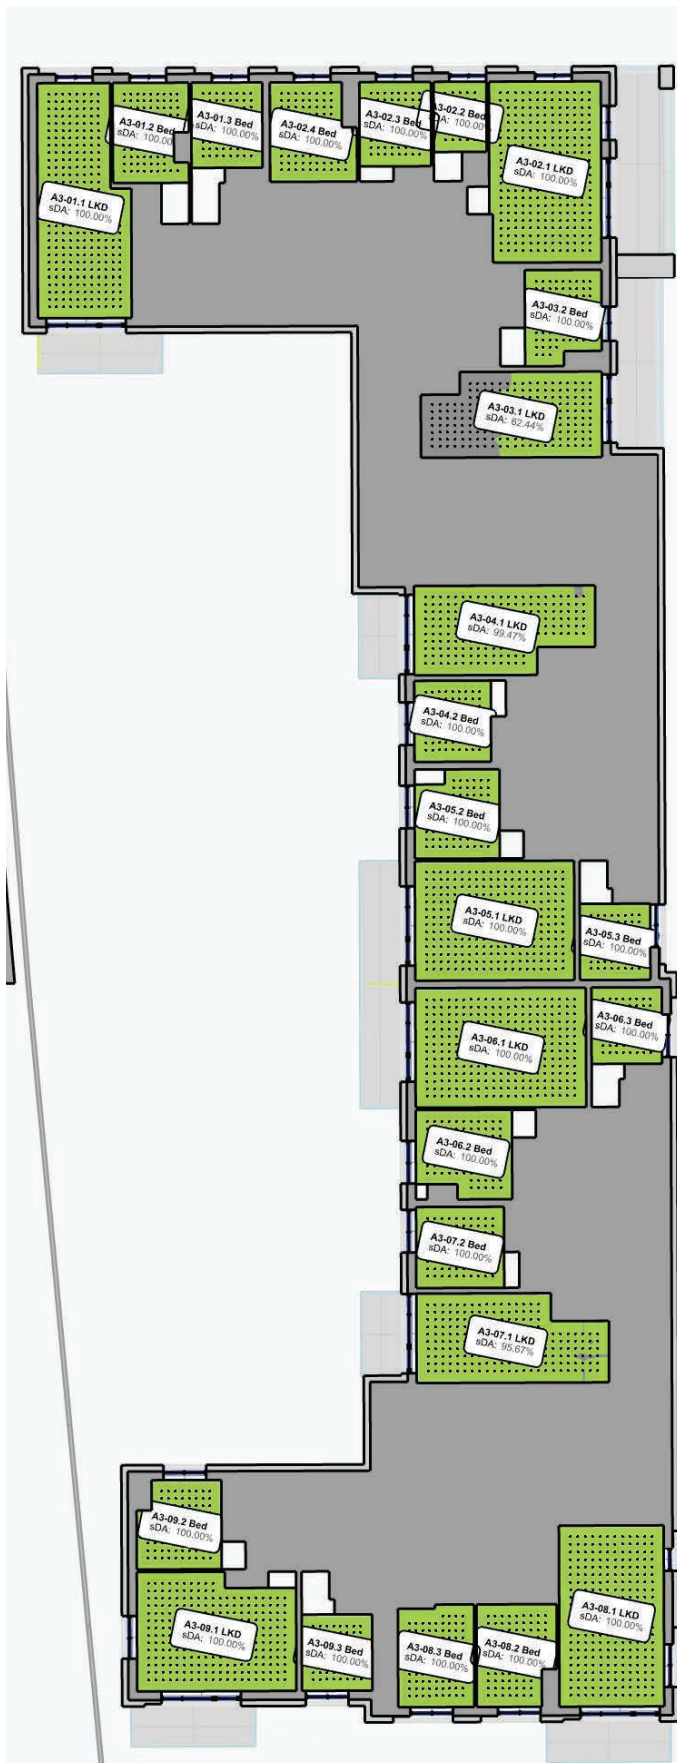 A3-01.2 Bed
sDA: 100.00%
A3-01.3 Bed
sDA: 100.00%
A3-02.4 Bed
sDA: 100.00%
A3-02.3 Bed
sDA: 100.00%
A3-02.2 Bed
sDA: 100.00%
A3-02.1 LKD
sDA: 100.00%
A3-01.1 LKD
sDA: 100.00%
A3-03.2 Bed
sDA: 100.00%
A3-03.1 LKD
sDA: 62.44%
A3-04.1 LKD
sDA: 99.47%
A3-04.2 Bed
sDA: 100.00%
A3-05.2 Bed
sDA: 100.00%
A3-05.1 LKD
sDA: 100.00%
A3-05.3 Bed
sDA: 100.00%
A3-06.3 Bed
sDA: 100.00%
A3-06.1 LKD
sDA: 100.00%
A3-06.2 Bed
sDA: 100.00%
A3-07.2 Bed
sDA: 100.00%
A3-07.1 LKD
sDA: 95.67%
A3-09.2 Bed
sDA: 100.00%
A3-08.1 LKD
sDA: 100.00%
A3-09.1 LKD
sDA: 100.00%
A3-09.3 Bed
sDA: 100.00%
A3-08.3 Bed
sDA: 100.00%
A3-08.2 Bed
sDA: 100.00%